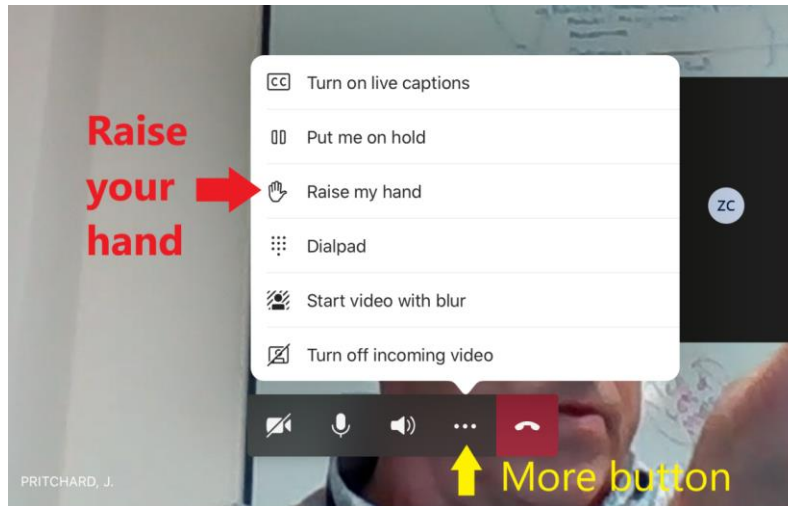 CC Turn on live captions
Put me on hold
Raise
your
hand
Raise my hand
Dialpad
Start video with blur
Turn off incoming video
ZC
More button
PRITCHARD, J.